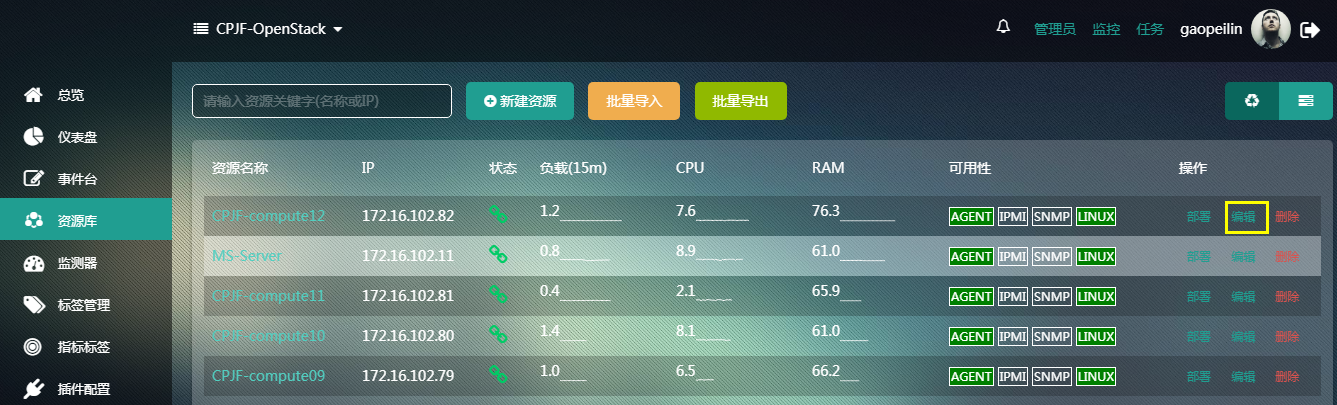 CPJF-OpenStack 管理员 监控 任务 gaopeilin
总览
仪表盘
事件台
资源库
监测器
标签管理
指标标签
插件配置
请输入资源关键字(名称或IP) 新建资源 批量导入 批量导出
资源名称 IP 状态 负载(15m) CPU RAM 可用性 操作
CPJF-compute12 172.16.102.82 1.2 7.6 76.3 AGENT IPMI SNMP LINUX 部署 编辑 删除
MS-Server 172.16.102.11 0.8 8.9 61.0 AGENT IPMI SNMP LINUX 部署 编辑 删除
CPJF-compute11 172.16.102.81 0.4 2.1 65.9 AGENT IPMI SNMP LINUX 部署 编辑 删除
CPJF-compute10 172.16.102.80 1.4 8.1 61.0 AGENT IPMI SNMP LINUX 部署 编辑 删除
CPJF-compute09 172.16.102.79 1.0 6.5 66.2 AGENT IPMI SNMP LINUX 部署 编辑 删除